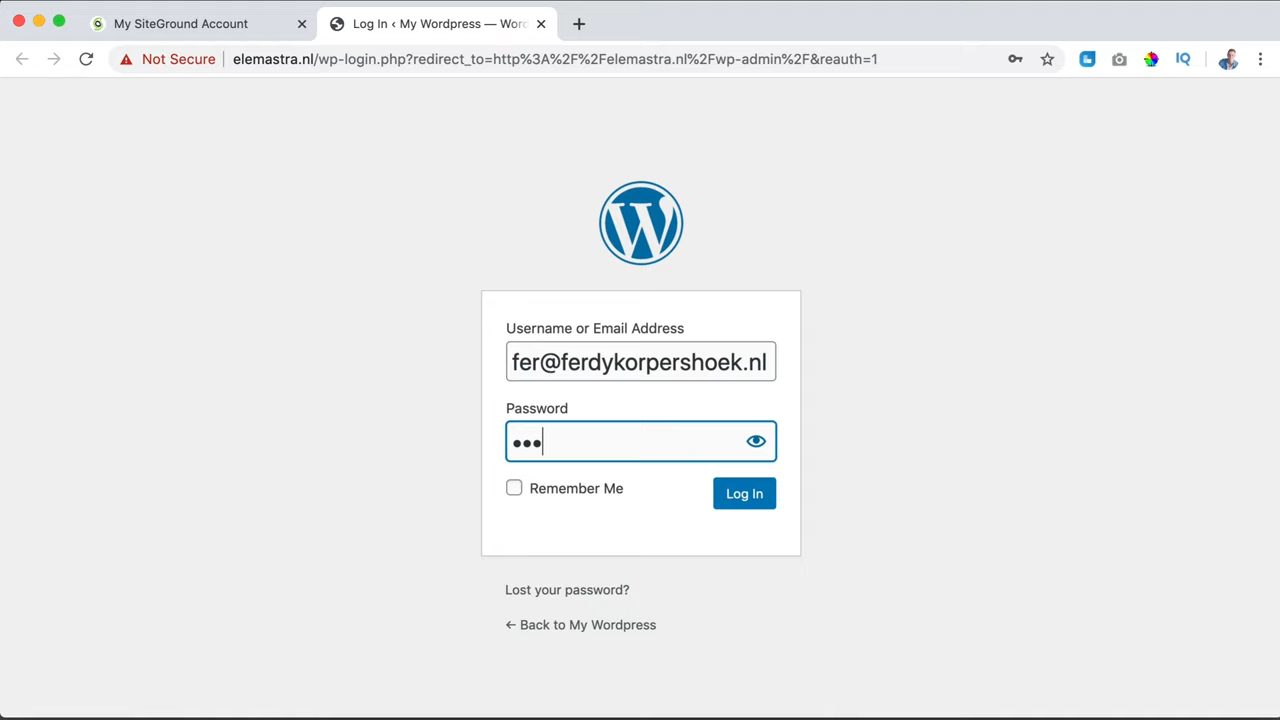 My SiteGround Account
Log In ‹ My Wordpress — Wor
Not Secure
elemastra.nl/wp-login.php?redirect_to=http%3A%2F%2Felemastra.nl%2Fwp-admin%2F&reauth=1
IQ
Username or Email Address
fer@ferdykorpershoek.nl
Password
Remember Me
Log In
Lost your password?
← Back to My Wordpress